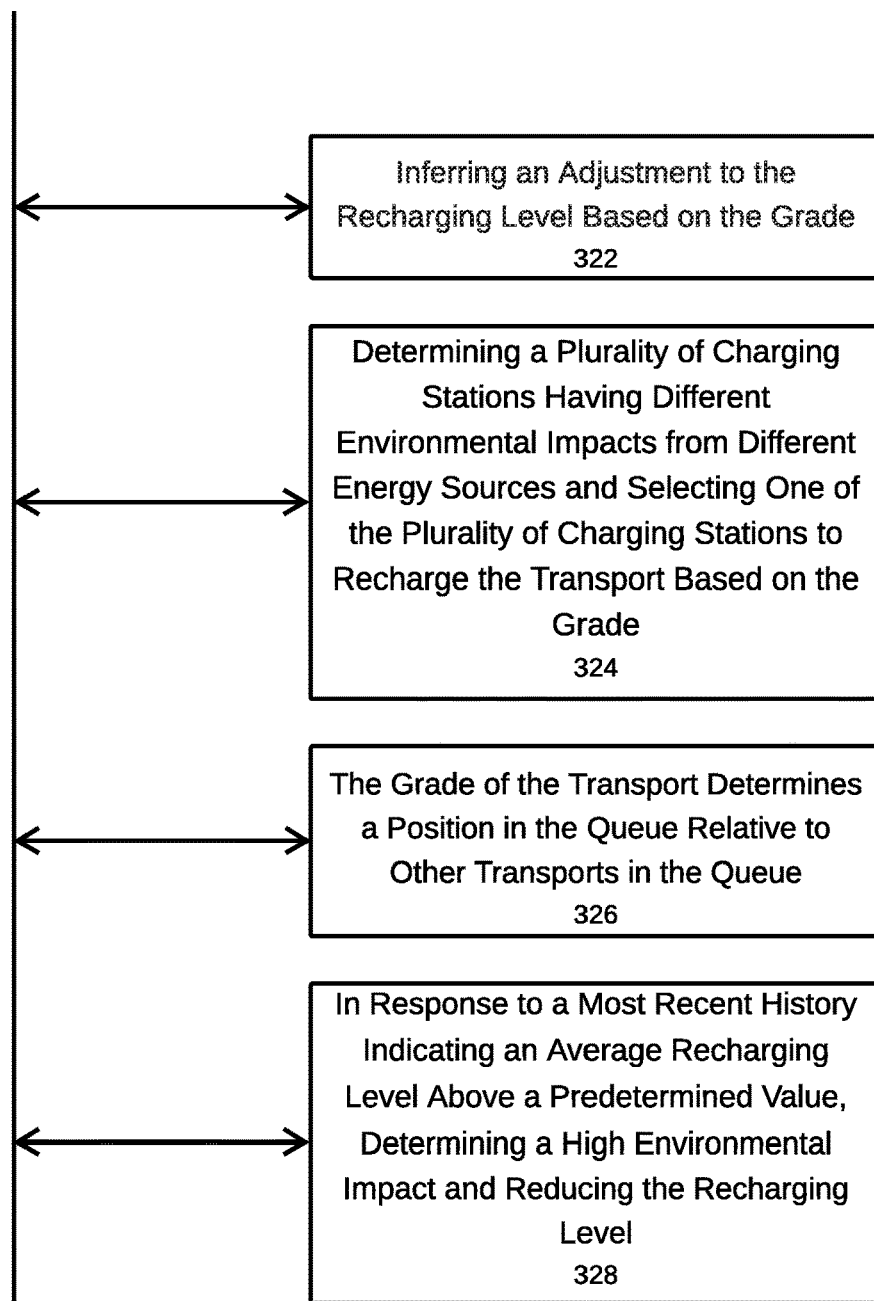 Inferring an Adjustment to the
Recharging Level Based on the Grade
322
Determining a Plurality of Charging
Stations Having Different
Environmental Impacts from Different
Energy Sources and Selecting One of
the Plurality of Charging Stations to
Recharge the Transport Based on the
Grade
324
The Grade of the Transport Determines
a Position in the Queue Relative to
Other Transports in the Queue
326
In Response to a Most Recent History
Indicating an Average Recharging
Level Above a Predetermined Value,
Determining a High Environmental
Impact and Reducing the Recharging
Level
328